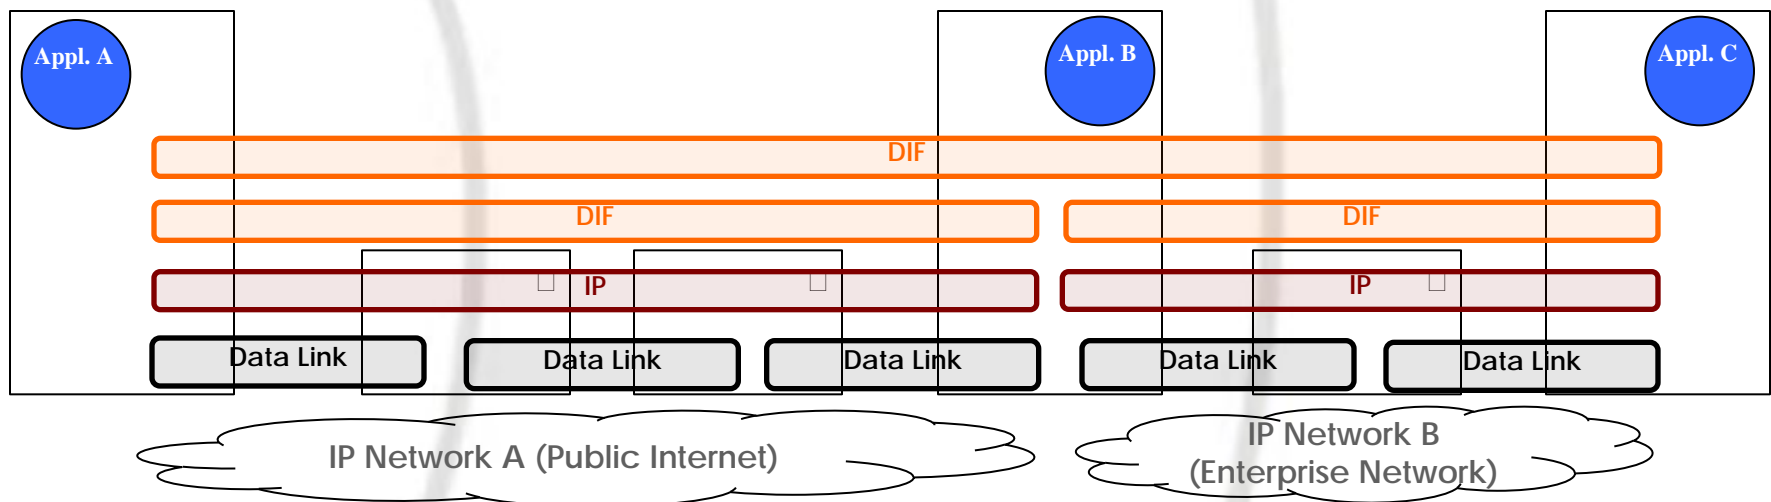 Appl. A
Appl. B
Appl. C
DIF
DIF
DIF
IP
IP
Data Link
Data Link
Data Link
Data Link
Data Link
IP Network A (Public Internet)
IP Network B
(Enterprise Network)